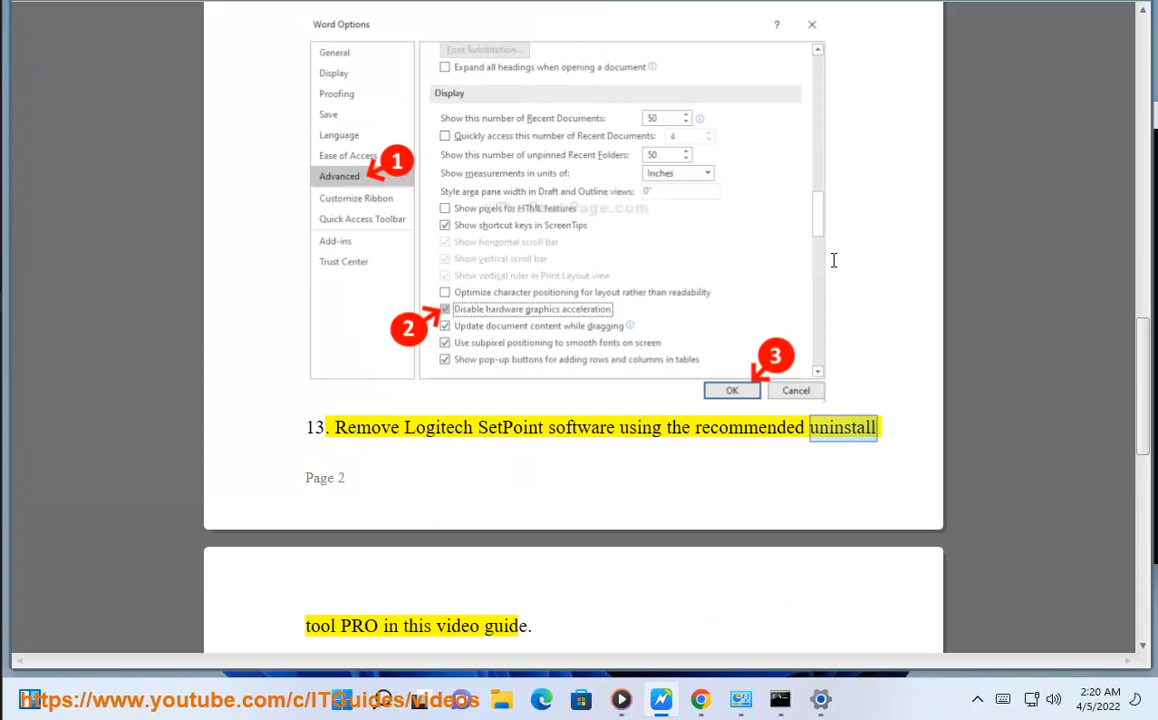 Word Options
?
General
Display
Proofing
Save
Language
Ease of Access
Advanced
Customize Ribbon
Quick Access Toolbar
Add-ins
Trust Center
1
Font Substitution...
Expand all headings when opening a document
Display
Show this number of Recent Documents: 50
Quickly access this number of Recent Documents: 4
Show this number of unpinned Recent Folders: 50
Show measurements in units of: Inches
Style area pane width in Draft and Outline views: 0"
Show pixels for HTML features
Show shortcut keys in ScreenTips
Show horizontal scroll bar
Show vertical scroll bar
Show vertical ruler in Print Layout view
Optimize character positioning for layout rather than readability
2 Disable hardware graphics acceleration
Update document content while dragging
Use subpixel positioning to smooth fonts on screen
Show pop-up buttons for adding rows and columns in tables
3
OK Cancel
13. Remove Logitech SetPoint software using the recommended uninstall
Page 2
tool PRO in this video guide.
https://www.youtube.com/c/ITGuides/videos
2:20 AM
4/5/2022